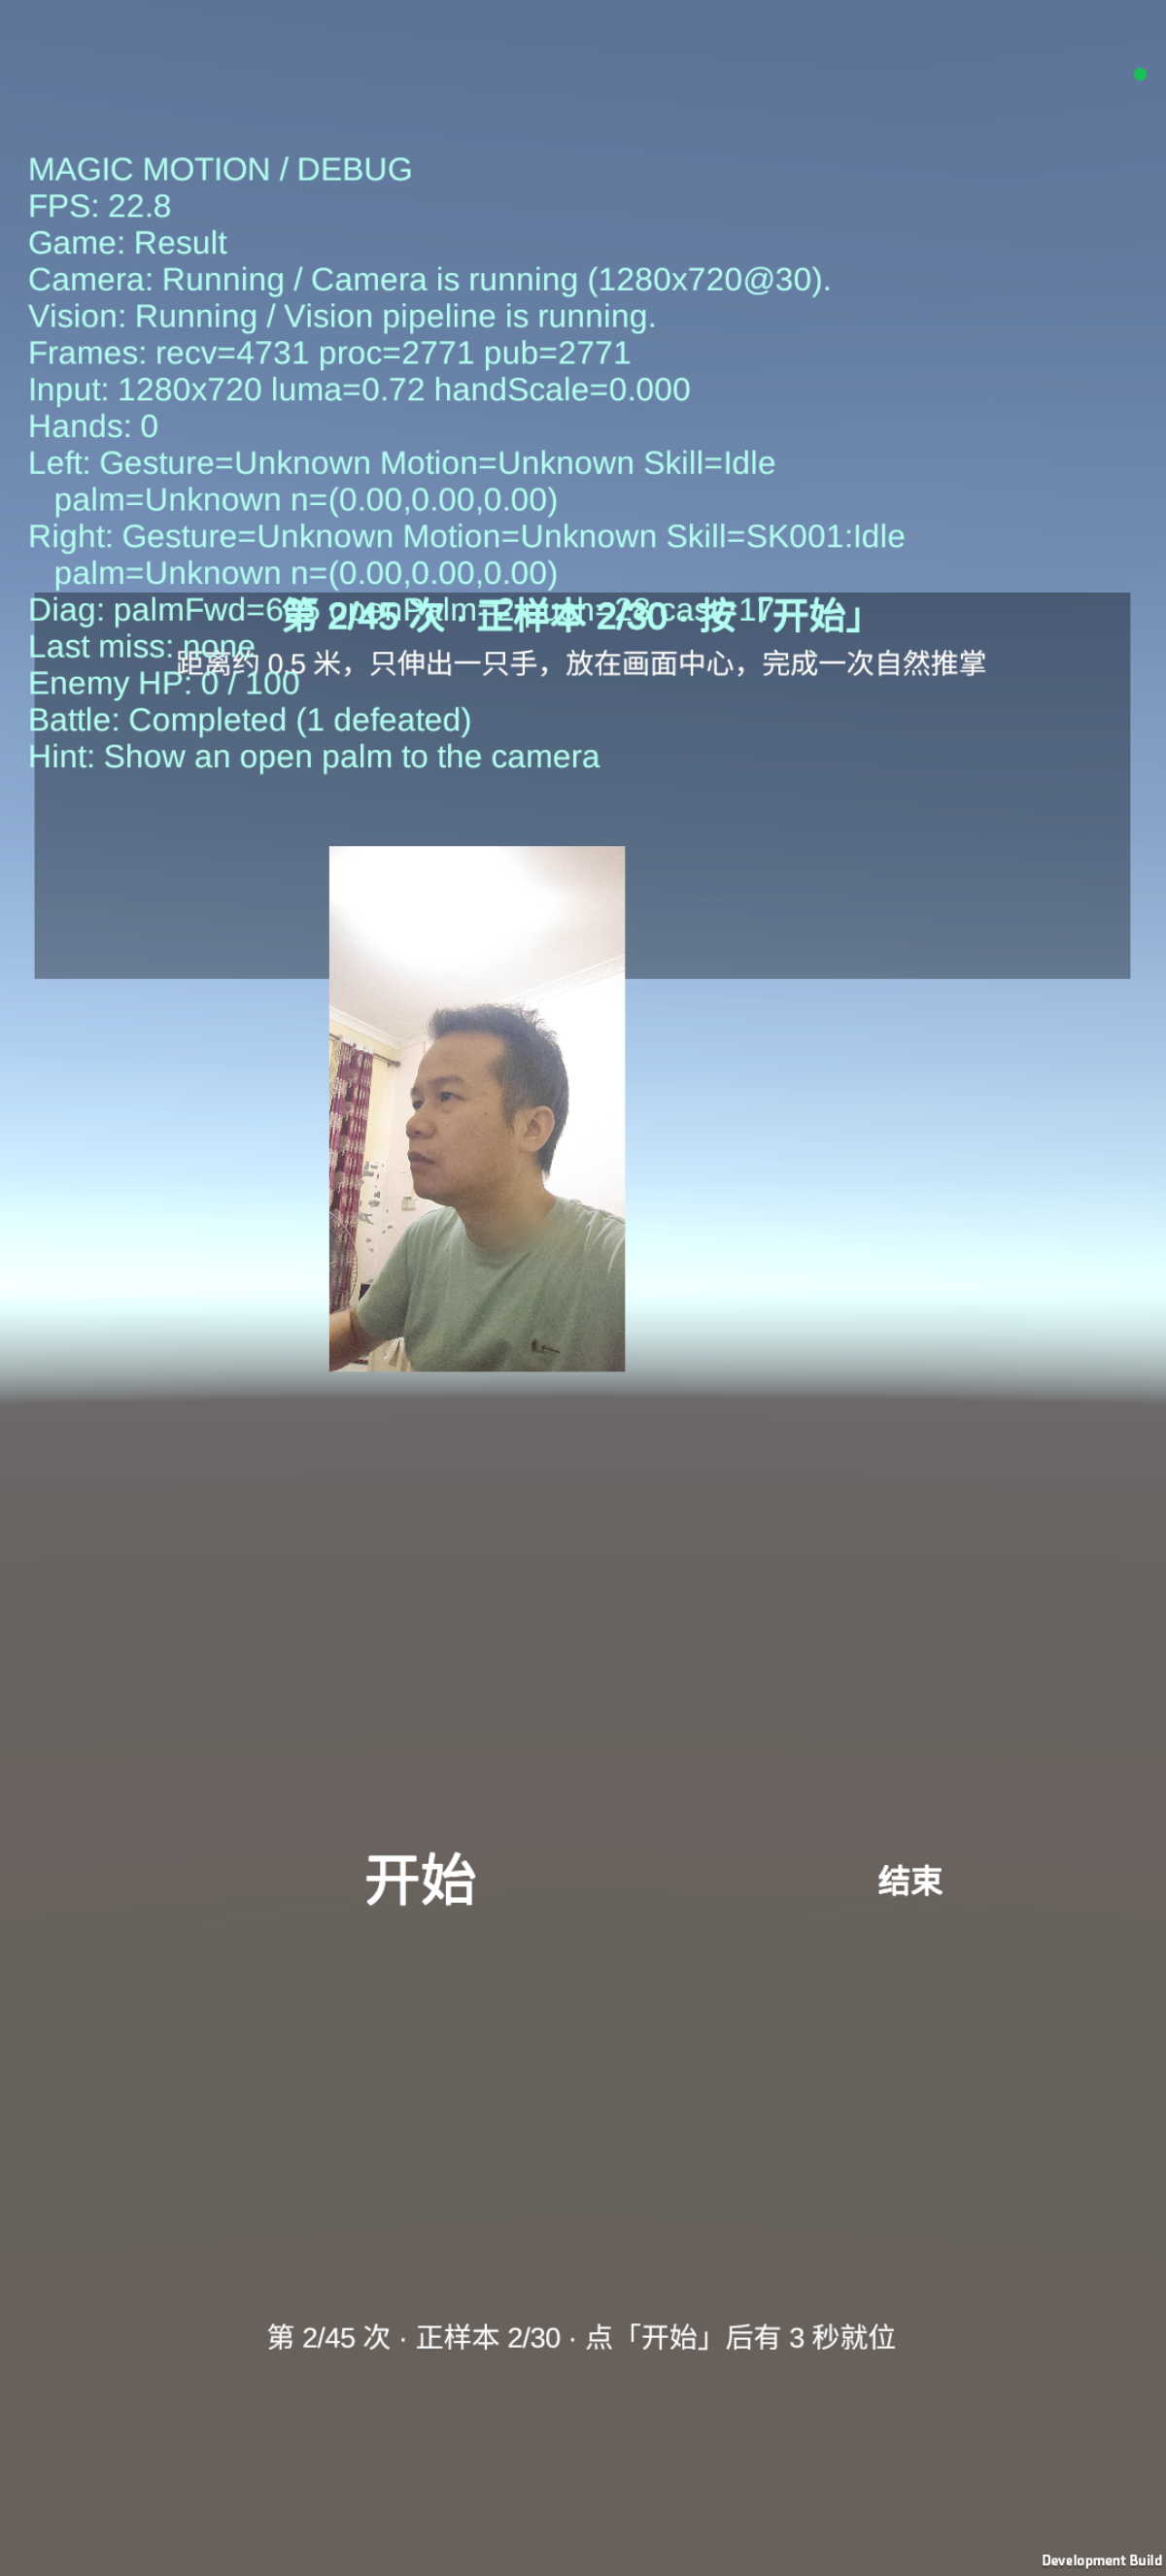 MAGIC MOTION / DEBUG
FPS: 22.8
Game: Result
Camera: Running / Camera is running (1280x720@30).
Vision: Running / Vision pipeline is running.
Frames: recv=4731 proc=2771 pub=2771
Input: 1280x720 luma=0.72 handScale=0.000
Hands: 0
Left: Gesture=Unknown Motion=Unknown Skill=Idle
palm=Unknown n=(0.00,0.00,0.00)
Right: Gesture=Unknown Motion=Unknown Skill=SK001:Idle
palm=Unknown n=(0.00,0.00,0.00)
Diag:
第 2/45 次 · 正样本 2/30 · 按「开始」
Last miss: none
距离约 0.5 米，只伸出一只手，放在画面中心，完成一次自然推掌
Enemy HP: 0 / 100
Battle: Completed (1 defeated)
Hint: Show an open palm to the camera
开始
结束
第 2/45 次 · 正样本 2/30 · 点「开始」后有 3 秒就位
Development Build